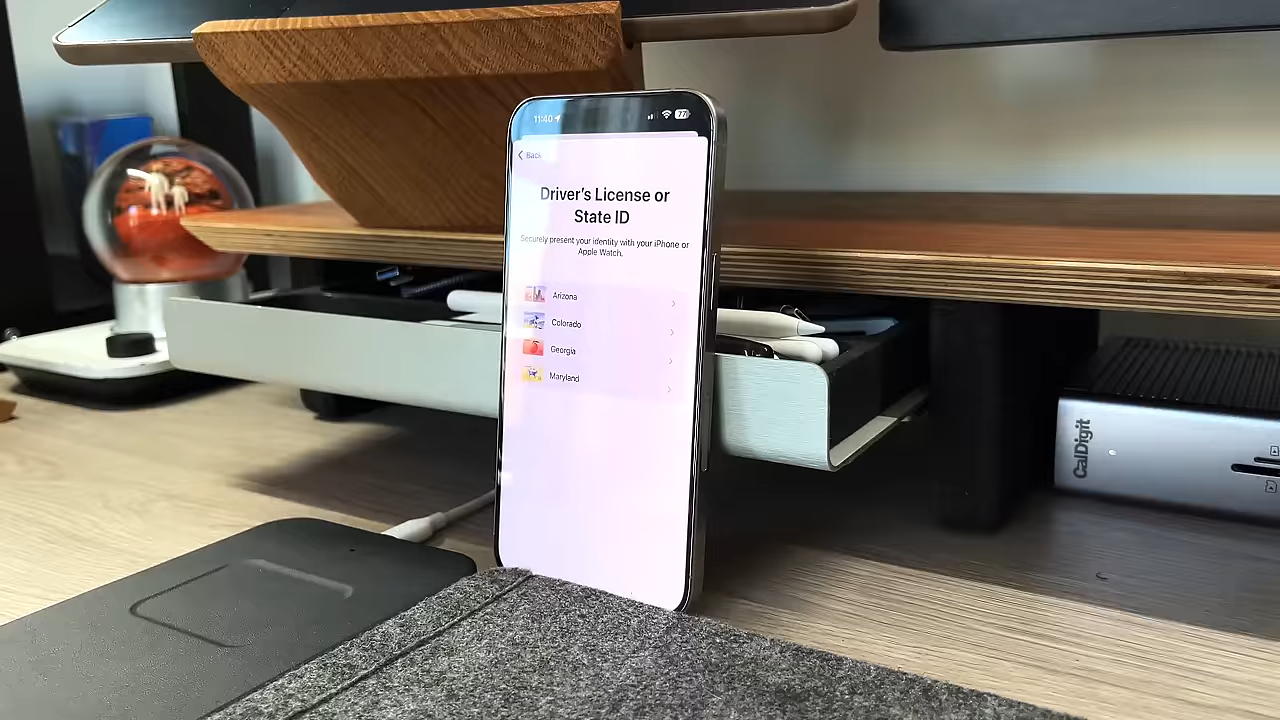 11:40
77
Back
Driver's License or
State ID
Securely present your identity with your iPhone or
Apple Watch.
Arizona
Colorado
Georgia
Maryland
CalDigit